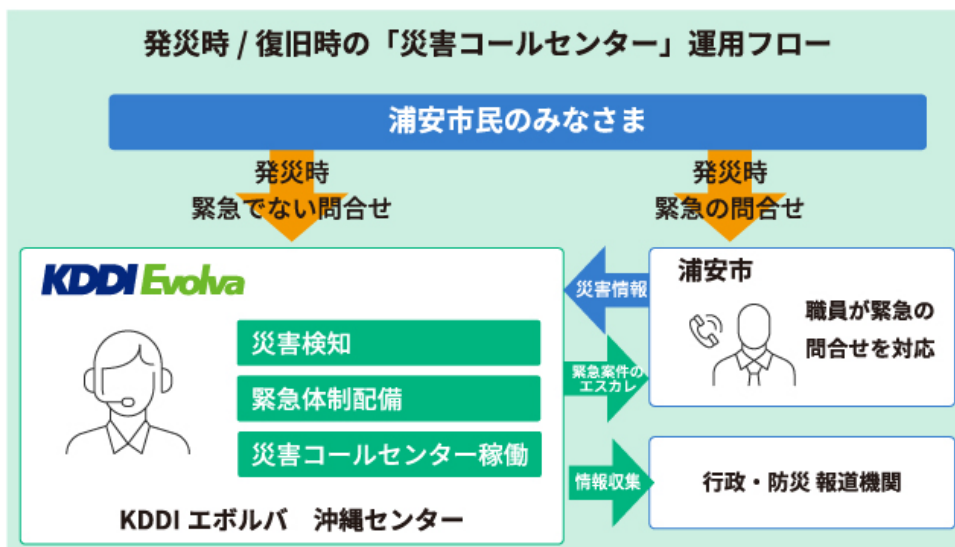 発災時 / 復旧時の「災害コールセンター」運用フロー
浦安市民のみなさま
発災時
緊急でない問合せ
発災時
緊急の問合せ
KDDI Evolva
災害検知
緊急体制配備
災害コールセンター稼働
KDDI エボルバ　沖縄センター
災害情報
緊急案件の
エスカレ
情報収集
浦安市
職員が緊急の
問合せを対応
行政・防災 報道機関